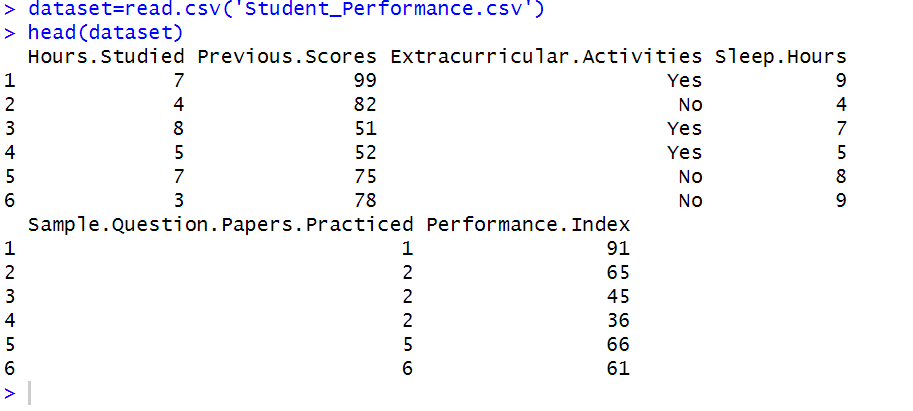 > dataset=read.csv('Student_Performance.csv')
> head(dataset)
  Hours.Studied Previous.Scores Extracurricular.Activities Sleep.Hours
1             7              99                        Yes           9
2             4              82                         No           4
3             8              51                        Yes           7
4             5              52                        Yes           5
5             7              75                         No           8
6             3              78                         No           9
  Sample.Question.Papers.Practiced Performance.Index
1                                1                91
2                                2                65
3                                2                45
4                                2                36
5                                5                66
6                                6                61
>